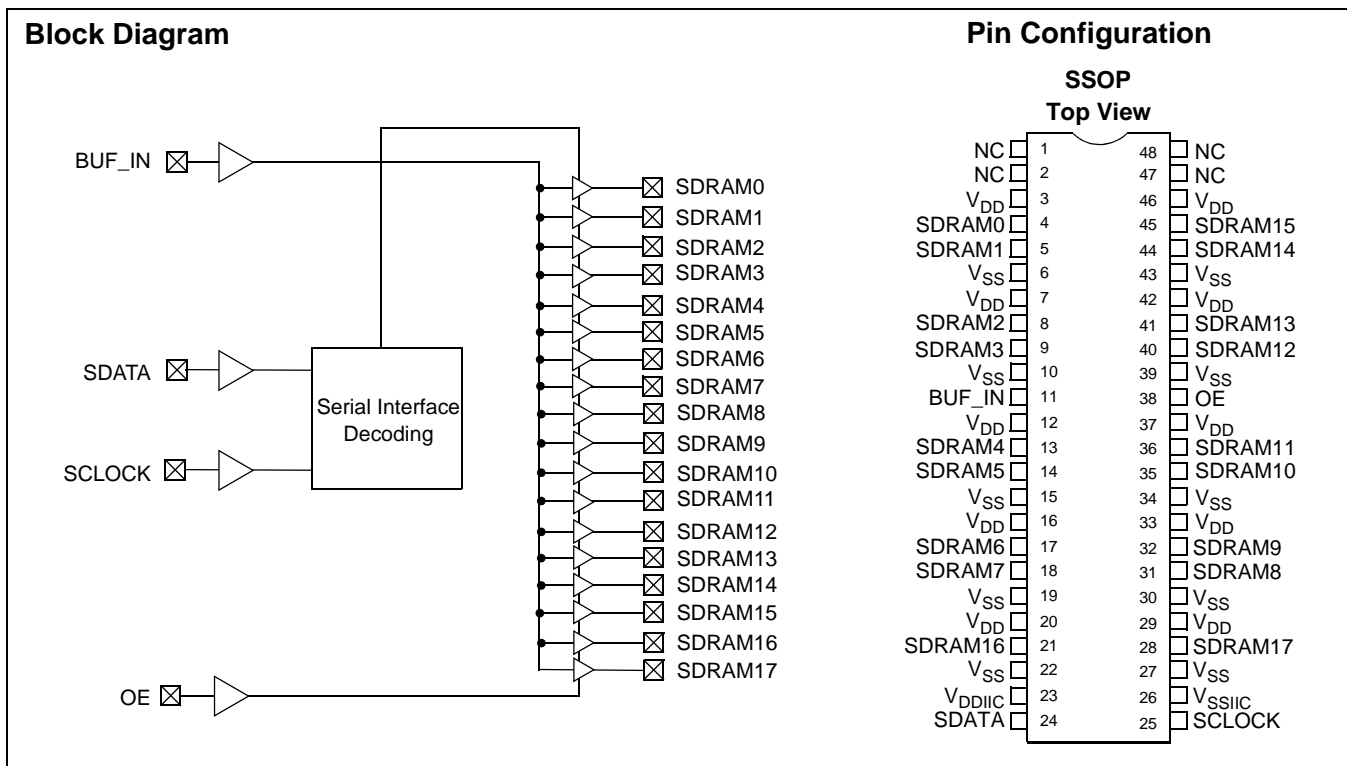 Block Diagram
BUF_IN
SDATA
SCLOCK
OE
Serial Interface
Decoding
SDRAM0
SDRAM1
SDRAM2
SDRAM3
SDRAM4
SDRAM5
SDRAM6
SDRAM7
SDRAM8
SDRAM9
SDRAM10
SDRAM11
SDRAM12
SDRAM13
SDRAM14
SDRAM15
SDRAM16
SDRAM17
Pin Configuration
SSOP
Top View
NC 1 48 NC
NC 2 47 NC
VDD 3 46 VDD
SDRAM0 4 45 SDRAM15
SDRAM1 5 44 SDRAM14
VSS 6 43 VSS
VDD 7 42 VDD
SDRAM2 8 41 SDRAM13
SDRAM3 9 40 SDRAM12
VSS 10 39 VSS
BUF_IN 11 38 OE
VDD 12 37 VDD
SDRAM4 13 36 SDRAM11
SDRAM5 14 35 SDRAM10
VSS 15 34 VSS
VDD 16 33 VDD
SDRAM6 17 32 SDRAM9
SDRAM7 18 31 SDRAM8
VSS 19 30 VSS
VDD 20 29 VDD
SDRAM16 21 28 SDRAM17
VSS 22 27 VSS
VDDIIC 23 26 VSSIIC
SDATA 24 25 SCLOCK